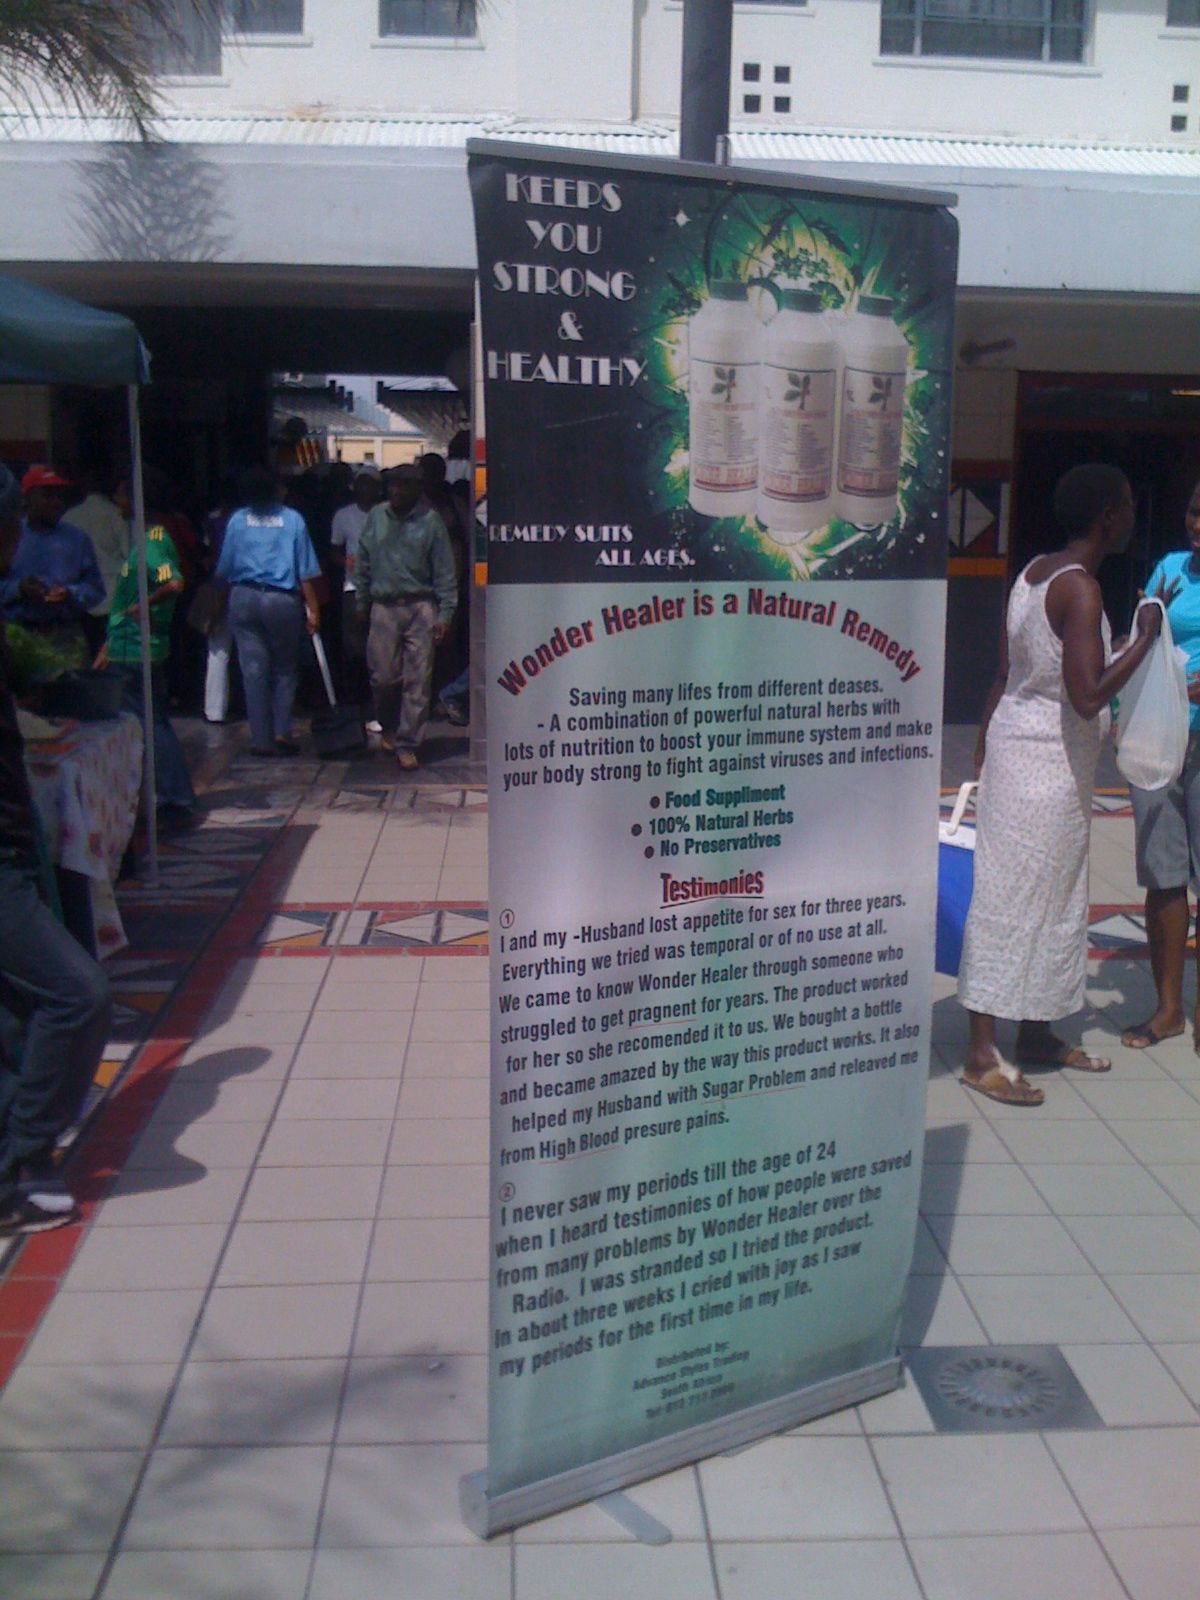 KEEPS
YOU
STRONG
&
HEALTHY.
REMEDY SUITS
ALL AGES.
Wonder Healer is a Natural Remedy
Saving many lifes from different deases.
- A combination of powerful natural herbs with
lots of nutrition to boost your immune system and make
your body strong to fight against viruses and infections.
● Food Suppliment
● 100% Natural Herbs
● No Preservatives
Testimonies
①
I and my -Husband lost appetite for sex for three years.
Everything we tried was temporal or of no use at all.
We came to know Wonder Healer through someone who
struggled to get pragnent for years. The product worked
for her so she recomended it to us. We bought a bottle
and became amazed by the way this product works. It also
helped my Husband with Sugar Problem and releaved me
from High Blood presure pains.
②
I never saw my periods till the age of 24
when I heard testimonies of how people were saved
from many problems by Wonder Healer over the
Radio. I was stranded so I tried the product.
In about three weeks I cried with joy as I saw
my periods for the first time in my life.
Distributed by:
Advance Styles Trading
South Africa
Tel: